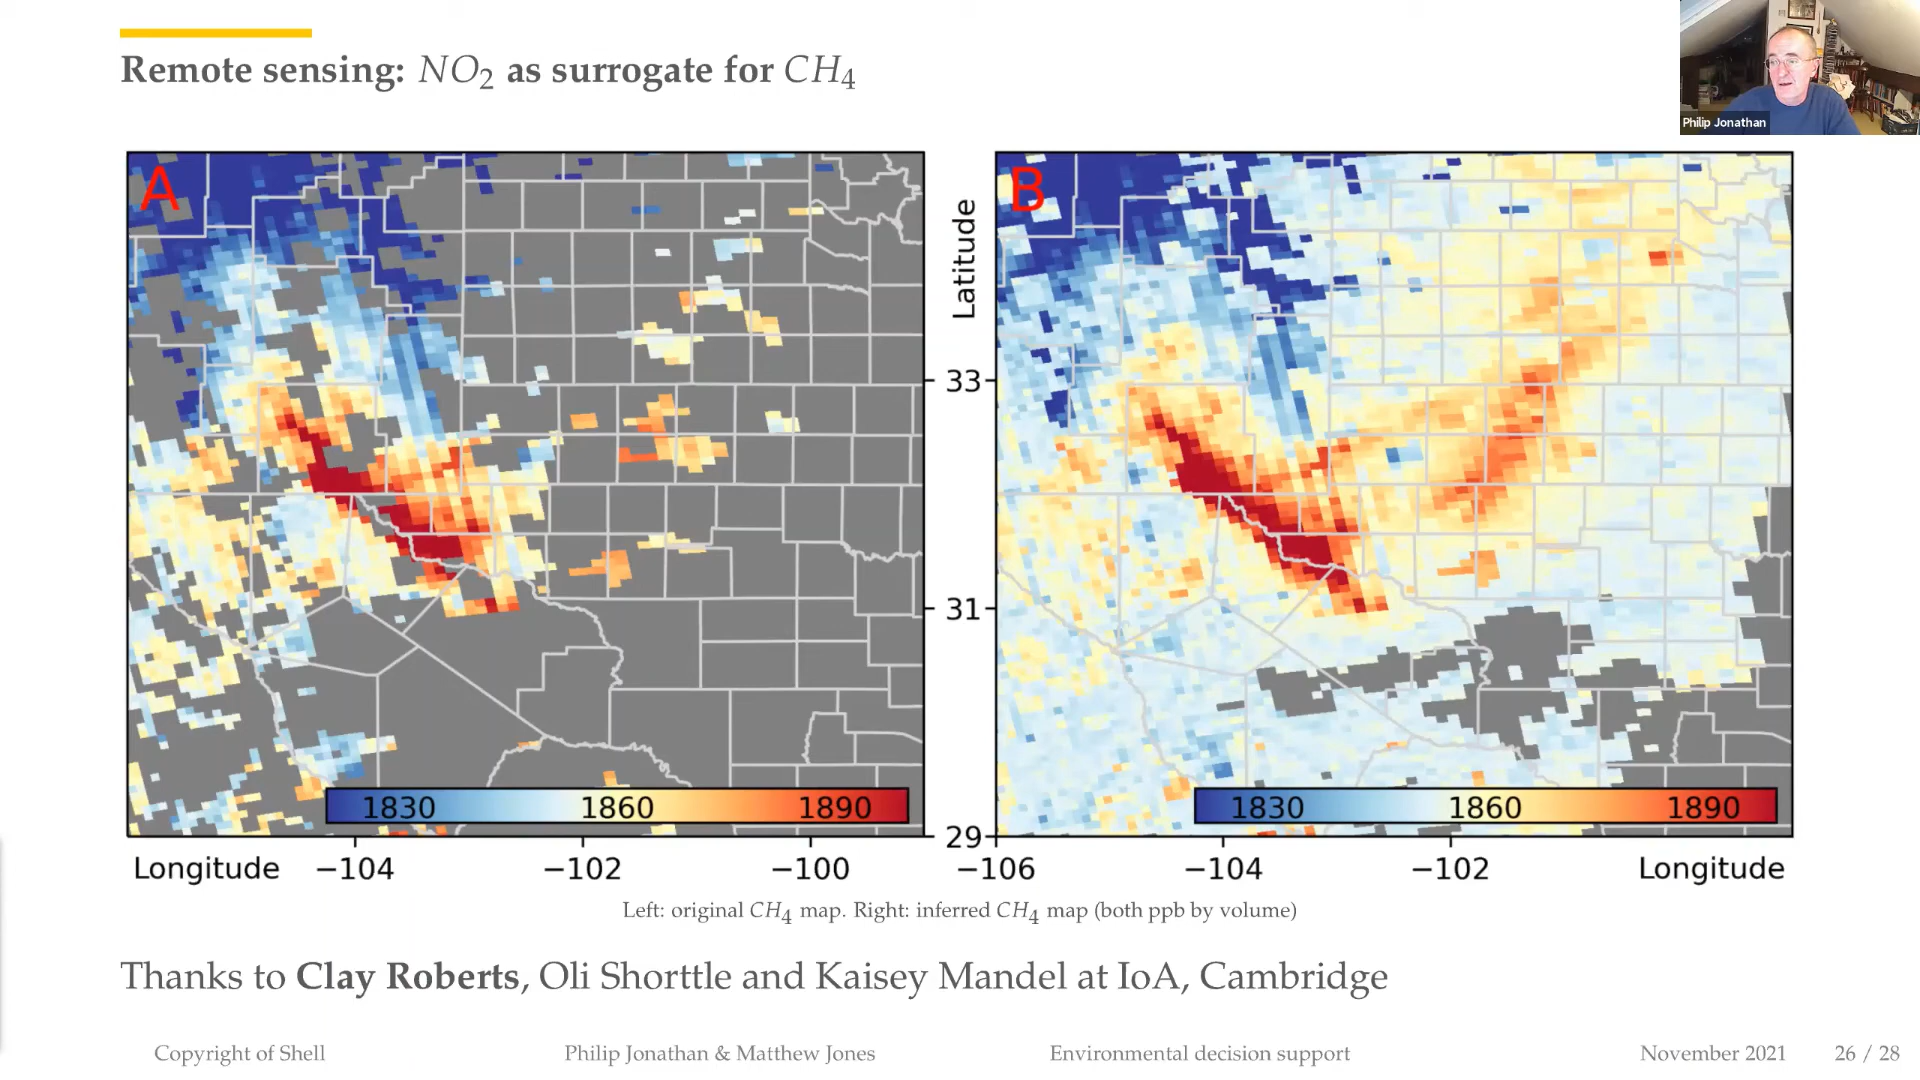 Remote sensing: NO2 as surrogate for CH4
Philip Jonathan
A
B
Latitude
33
31
29
1830 1860 1890
1830 1860 1890
Longitude −104 −102 −100 −106 −104 −102 Longitude
Left: original CH4 map. Right: inferred CH4 map (both ppb by volume)
Thanks to Clay Roberts, Oli Shorttle and Kaisey Mandel at IoA, Cambridge
Copyright of Shell Philip Jonathan & Matthew Jones Environmental decision support November 2021 26 / 28